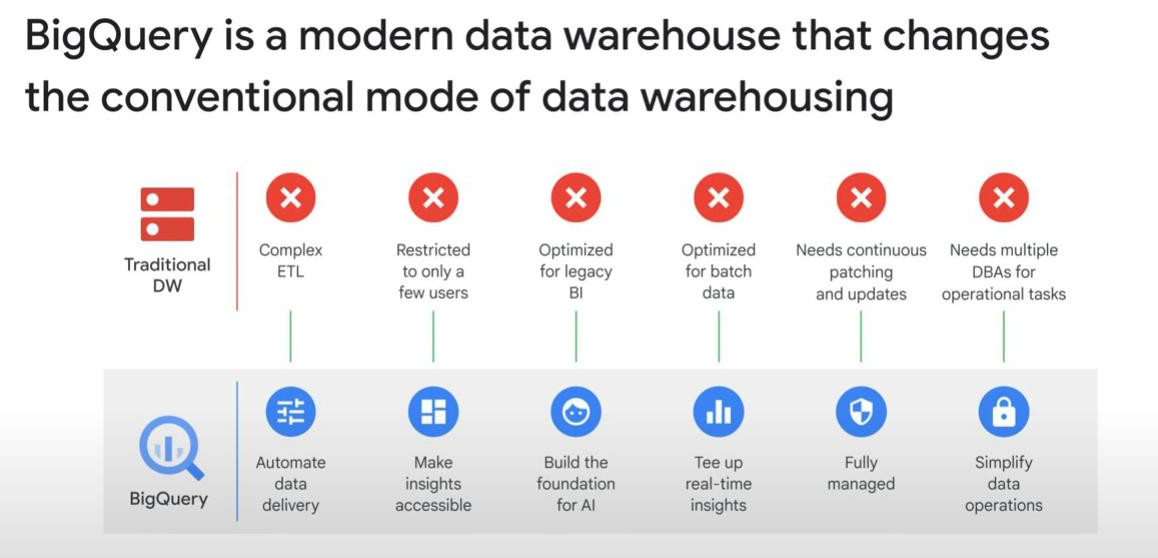 BigQuery is a modern data warehouse that changes
the conventional mode of data warehousing
Traditional
DW
Complex
ETL
Restricted
to only a
few users
Optimized
for legacy
BI
Optimized
for batch
data
Needs continuous
patching
and updates
Needs multiple
DBAs for
operational tasks
BigQuery
Automate
data
delivery
Make
insights
accessible
Build the
foundation
for AI
Tee up
real-time
insights
Fully
managed
Simplify
data
operations